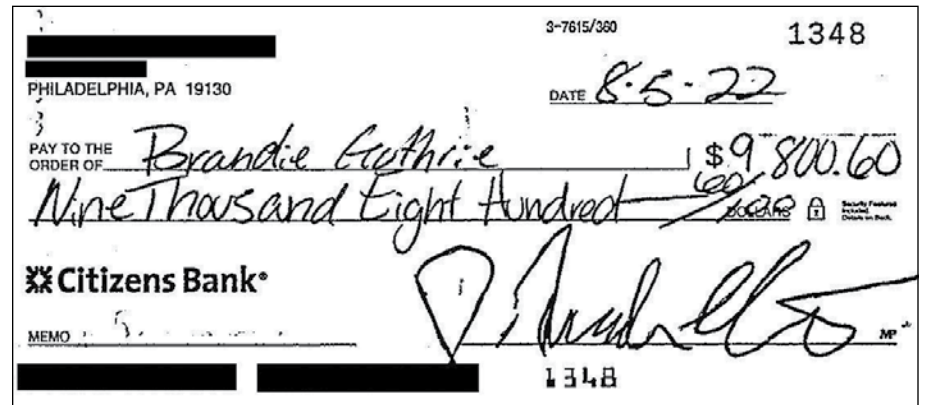 3-7615/360 1348
PHILADELPHIA, PA 19130
DATE 8-5-22
PAY TO THE
ORDER OF Brandie Guthrie $9,800.60
Nine Thousand Eight Hundred 60/100 DOLLARS
Security Features
Included.
Details on Back.
Citizens Bank®
MEMO MP
1348